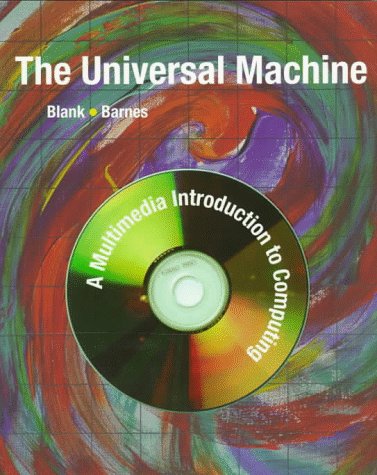 The Universal Machine
Blank • Barnes
A Multimedia Introduction to Computing